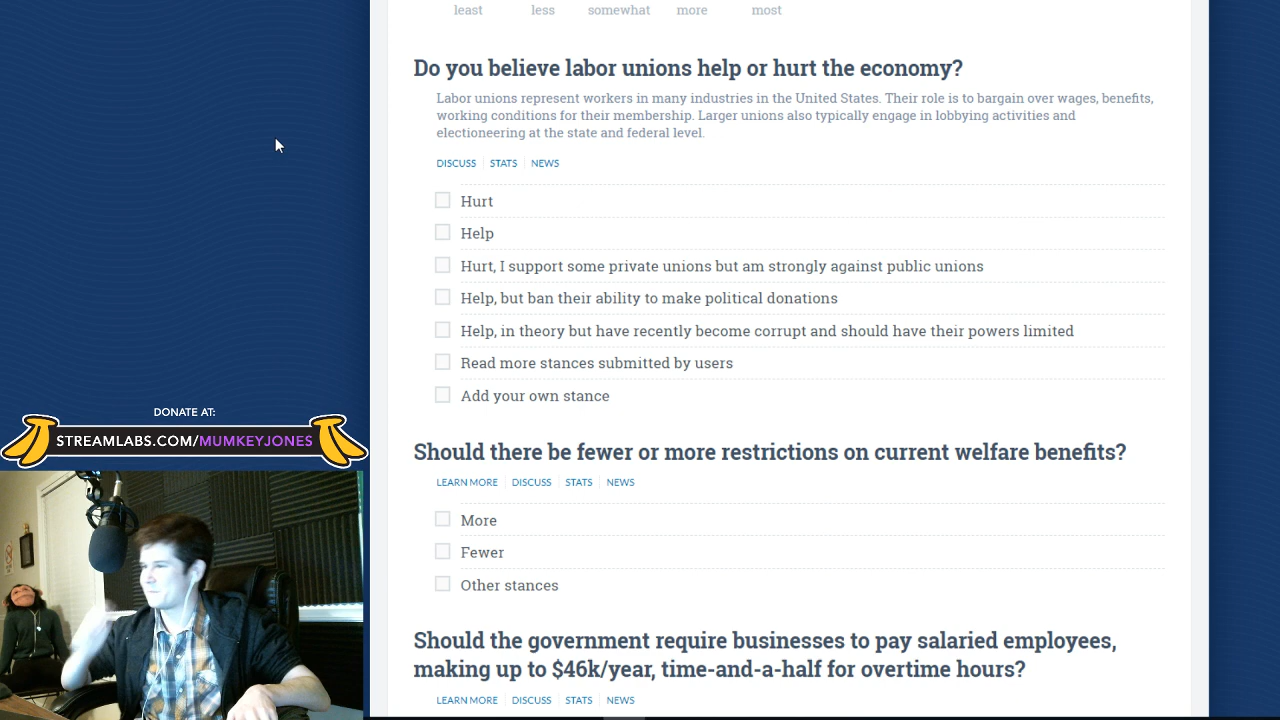 least less somewhat more most
Do you believe labor unions help or hurt the economy?
Labor unions represent workers in many industries in the United States. Their role is to bargain over wages, benefits,
working conditions for their membership. Larger unions also typically engage in lobbying activities and
electioneering at the state and federal level.
DISCUSS STATS NEWS
Hurt
Help
Hurt, I support some private unions but am strongly against public unions
Help, but ban their ability to make political donations
Help, in theory but have recently become corrupt and should have their powers limited
Read more stances submitted by users
Add your own stance
Should there be fewer or more restrictions on current welfare benefits?
LEARN MORE DISCUSS STATS NEWS
More
Fewer
Other stances
Should the government require businesses to pay salaried employees,
making up to $46k/year, time-and-a-half for overtime hours?
LEARN MORE DISCUSS STATS NEWS
DONATE AT:
STREAMLABS.COM/MUMKEYJONES